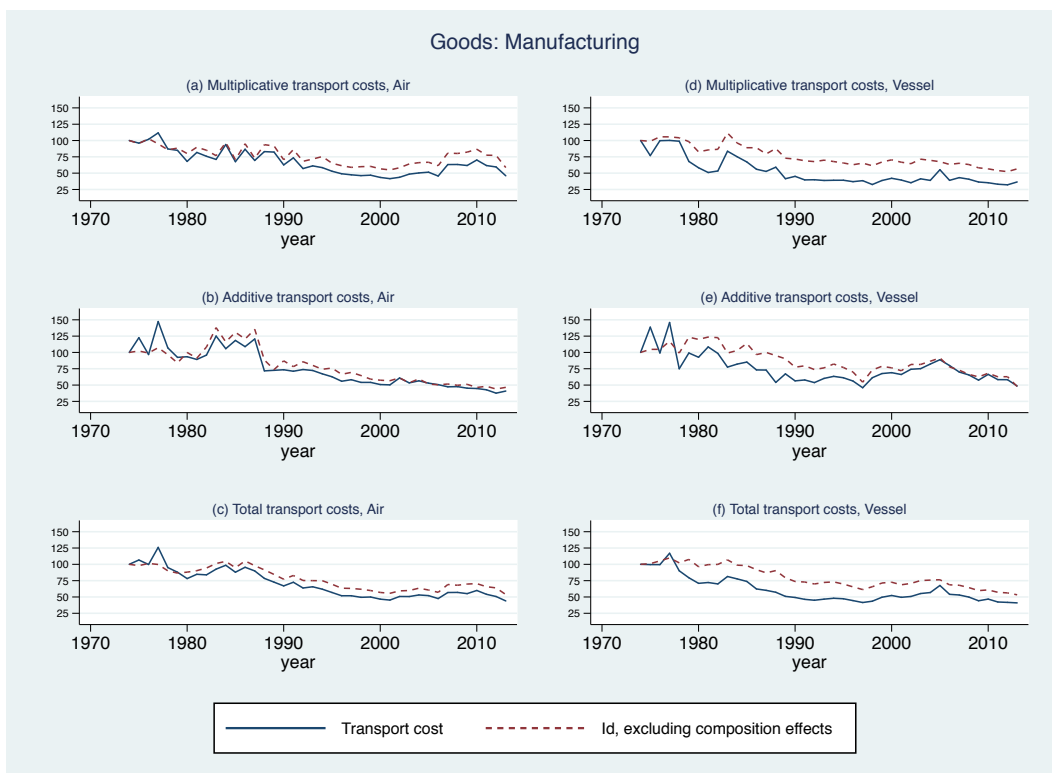 Goods: Manufacturing
(a) Multiplicative transport costs, Air
150
125
100
75
50
25
1970 1980 1990 2000 2010
year
(b) Additive transport costs, Air
150
125
100
75
50
25
1970 1980 1990 2000 2010
year
(c) Total transport costs, Air
150
125
100
75
50
25
1970 1980 1990 2000 2010
year
(d) Multiplicative transport costs, Vessel
150
125
100
75
50
25
1970 1980 1990 2000 2010
year
(e) Additive transport costs, Vessel
150
125
100
75
50
25
1970 1980 1990 2000 2010
year
(f) Total transport costs, Vessel
150
125
100
75
50
25
1970 1980 1990 2000 2010
year
Transport cost Id, excluding composition effects